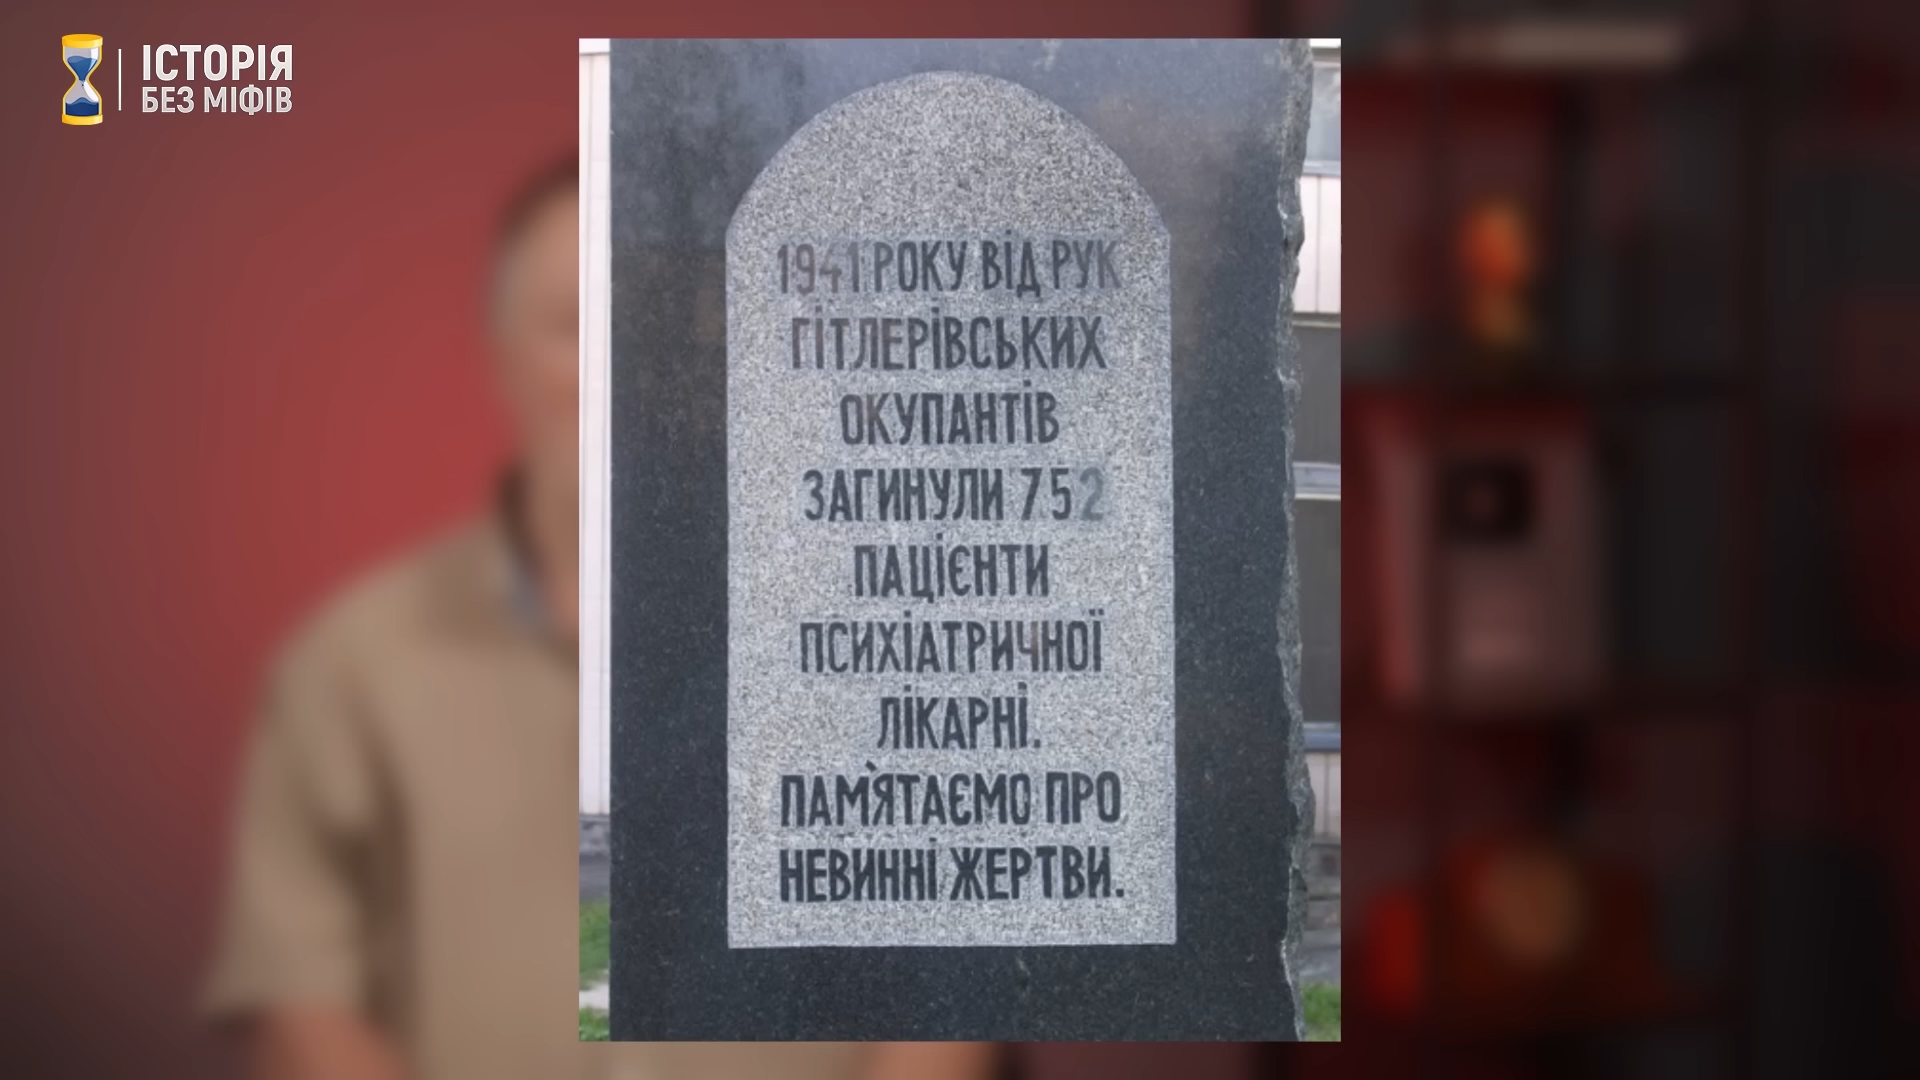 ІСТОРІЯ
БЕЗ МІФІВ
1941 РОКУ ВІД РУК
ГІТЛЕРІВСЬКИХ
ОКУПАНТІВ
ЗАГИНУЛИ 752
ПАЦІЄНТИ
ПСИХІАТРИЧНОЇ
ЛІКАРНІ.
ПАМ'ЯТАЄМО ПРО
НЕВИННІ ЖЕРТВИ.